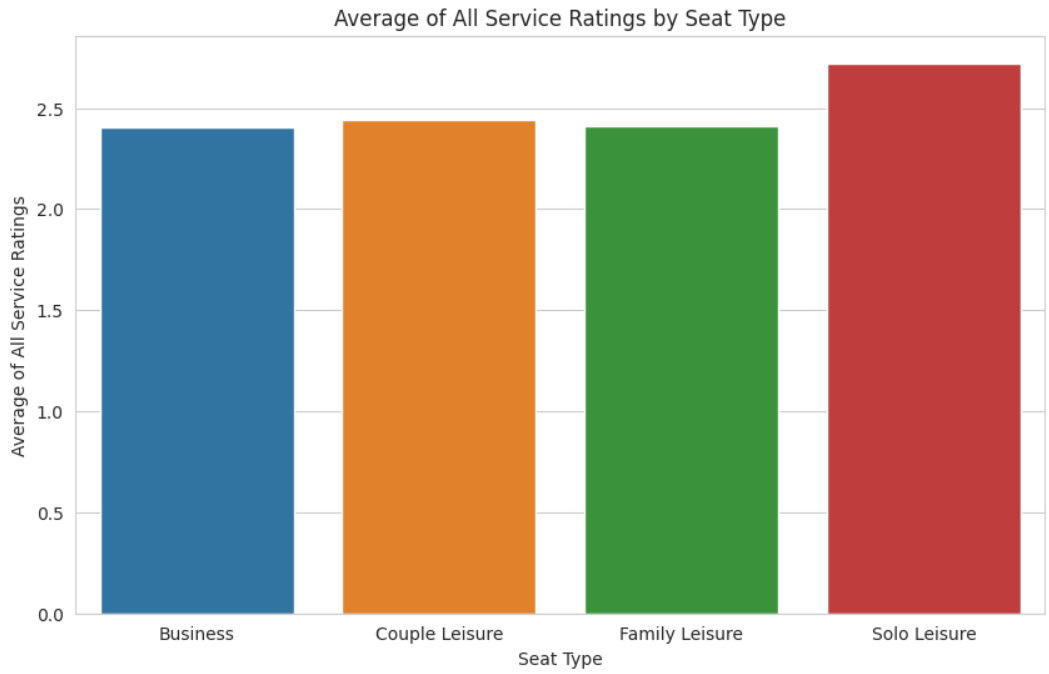 Average of All Service Ratings by Seat Type
Average of All Service Ratings
2.5
2.0
1.5
1.0
0.5
0.0
Business Couple Leisure Family Leisure Solo Leisure
Seat Type